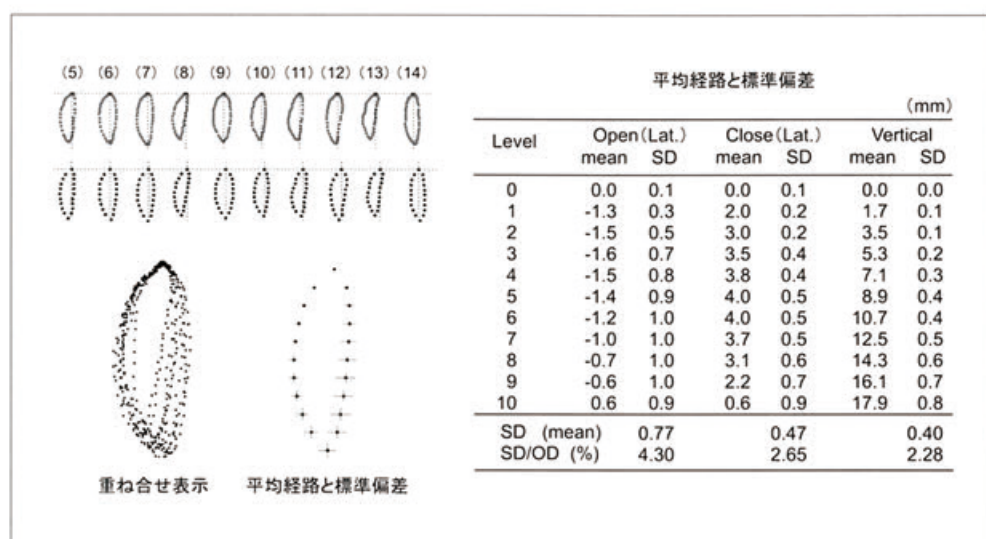 (5) (6) (7) (8) (9) (10) (11) (12) (13) (14)
重ね合せ表示
平均経路と標準偏差
平均経路と標準偏差
(mm)
Level Open(Lat.) Close(Lat.) Vertical
mean SD mean SD mean SD
0 0.0 0.1 0.0 0.1 0.0 0.0
1 -1.3 0.3 2.0 0.2 1.7 0.1
2 -1.5 0.5 3.0 0.2 3.5 0.1
3 -1.6 0.7 3.5 0.4 5.3 0.2
4 -1.5 0.8 3.8 0.4 7.1 0.3
5 -1.4 0.9 4.0 0.5 8.9 0.4
6 -1.2 1.0 4.0 0.5 10.7 0.4
7 -1.0 1.0 3.7 0.5 12.5 0.5
8 -0.7 1.0 3.1 0.6 14.3 0.6
9 -0.6 1.0 2.2 0.7 16.1 0.7
10 0.6 0.9 0.6 0.9 17.9 0.8
SD (mean) 0.77 0.47 0.40
SD/OD (%) 4.30 2.65 2.28